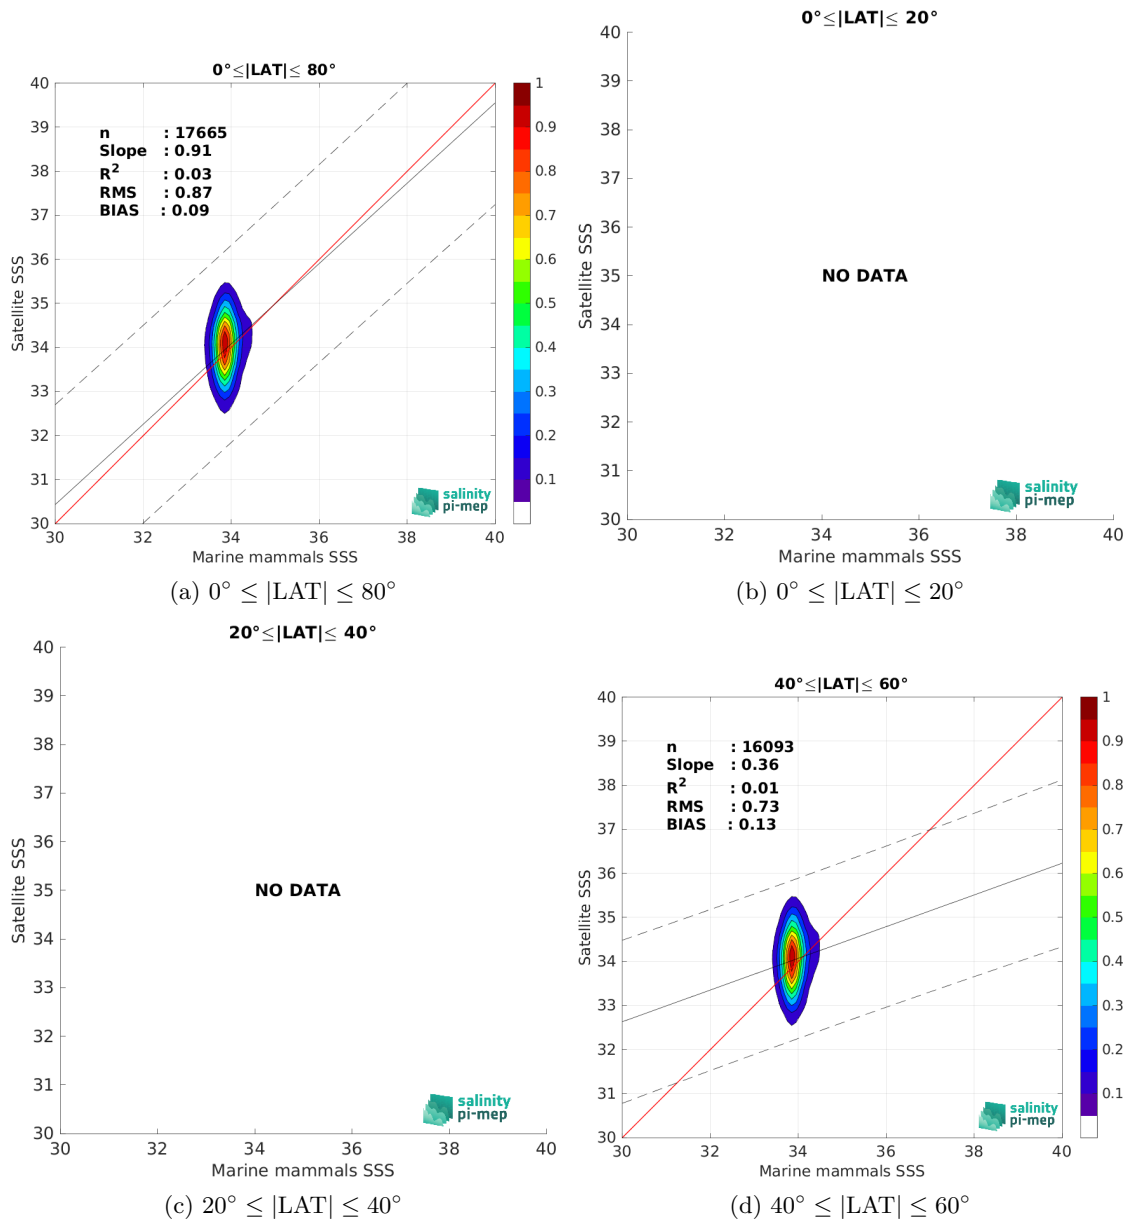 0°≤|LAT|≤ 80°
n : 17665
Slope : 0.91
R2 : 0.03
RMS : 0.87
BIAS : 0.09
40
39
38
37
36
35
34
33
32
31
30
Satellite SSS
30 32 34 36 38 40
Marine mammals SSS
1
0.9
0.8
0.7
0.6
0.5
0.4
0.3
0.2
0.1
salinity
pi-mep
(a) 0° ≤ |LAT| ≤ 80°
0°≤|LAT|≤ 20°
40
39
38
37
36
35
34
33
32
31
30
Satellite SSS
NO DATA
salinity
pi-mep
30 32 34 36 38 40
Marine mammals SSS
(b) 0° ≤ |LAT| ≤ 20°
20°≤|LAT|≤ 40°
40
39
38
37
36
35
34
33
32
31
30
Satellite SSS
NO DATA
salinity
pi-mep
30 32 34 36 38 40
Marine mammals SSS
(c) 20° ≤ |LAT| ≤ 40°
40°≤|LAT|≤ 60°
n : 16093
Slope : 0.36
R2 : 0.01
RMS : 0.73
BIAS : 0.13
40
39
38
37
36
35
34
33
32
31
30
Satellite SSS
30 32 34 36 38 40
Marine mammals SSS
1
0.9
0.8
0.7
0.6
0.5
0.4
0.3
0.2
0.1
salinity
pi-mep
(d) 40° ≤ |LAT| ≤ 60°